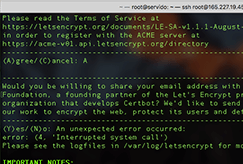 ~ — root@servido: ~ — ssh root@165.227.19
Please read the Terms of Service at
https://letsencrypt.org/documents/LE-SA-v1.1.1-August
in order to register with the ACME server
https://acme-v01.api.letsencrypt.org/directory
(A)gree/(C)ancel: A
Would you be willing to share your email address with
Foundation, a founding partner of the Let's Encrypt p
organization that develops Certbot? We'd like to send
our work to encrypt the web, protect its users and de
(Y)es/(N)o: An unexpected error occurred:
error: (4, 'Interrupted system call')
Please see the logfiles in /var/log/letsencrypt for m
IMPORTANT NOTES: